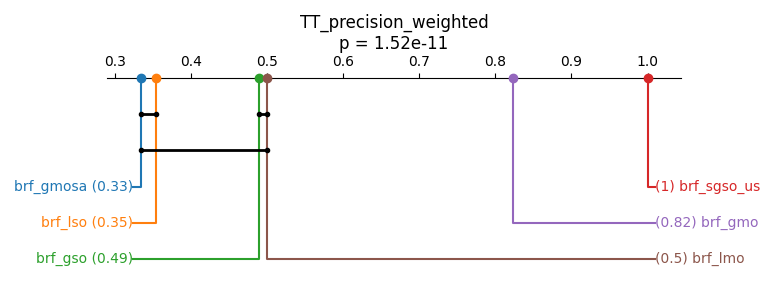 TT_precision_weighted
p = 1.52e-11
0.3 0.4 0.5 0.6 0.7 0.8 0.9 1.0
brf_gmosa (0.33) (1) brf_sgso_us
brf_lso (0.35) (0.82) brf_gmo
brf_gso (0.49) (0.5) brf_lmo